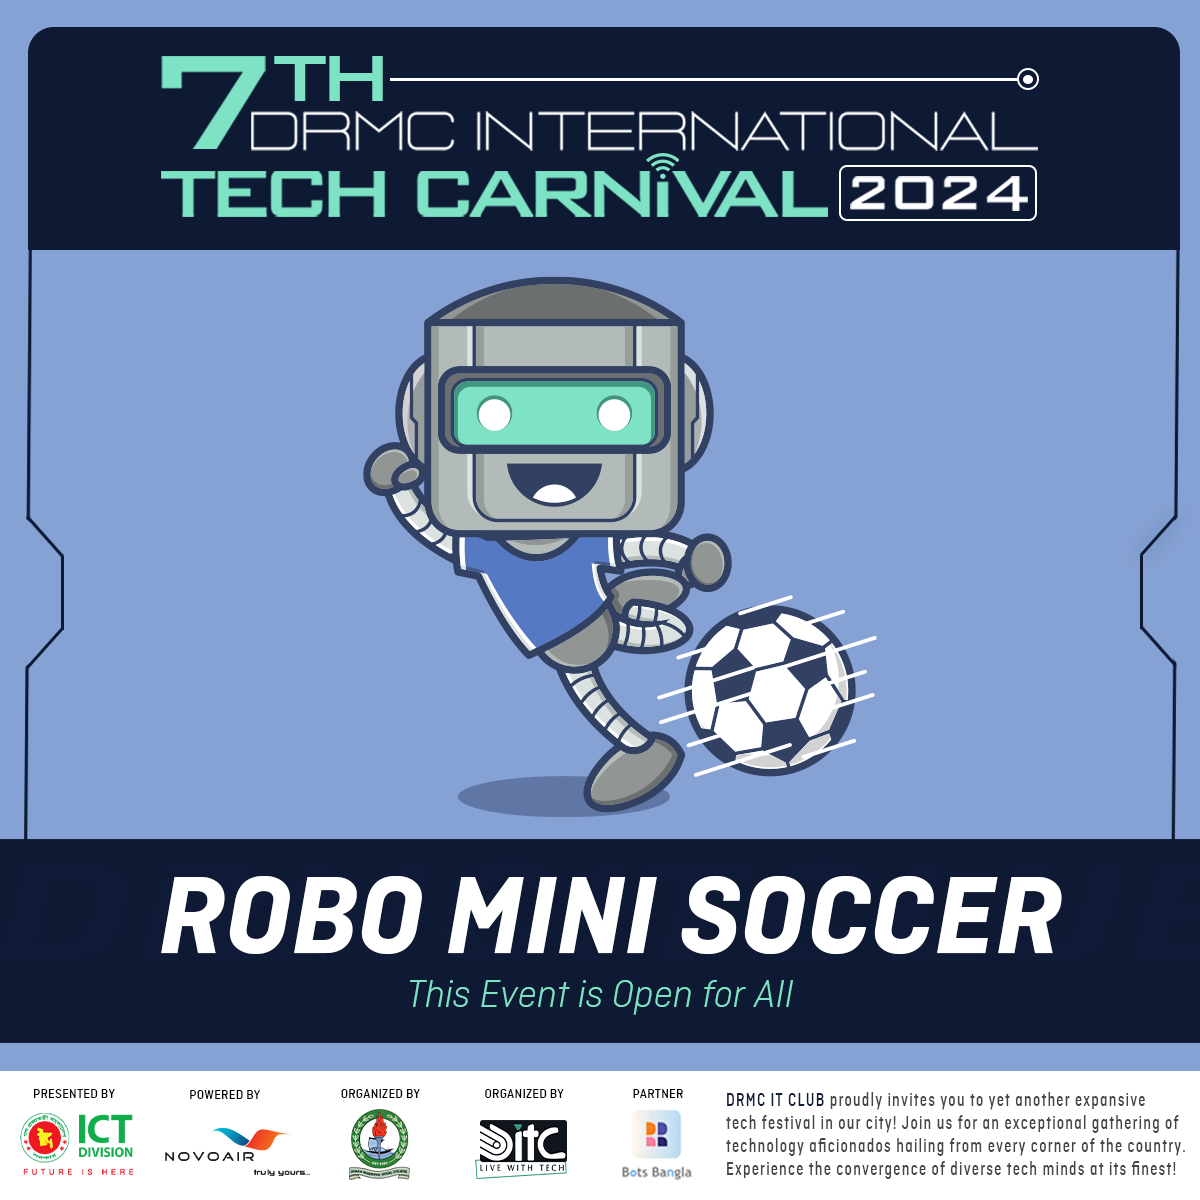 7TH
DRMC INTERNATIONAL
TECH CARNIVAL 2024
ROBO MINI SOCCER
This Event is Open for All
PRESENTED BY
ICT
DIVISION
FUTURE IS HERE
POWERED BY
NOVOAIR
truly yours...
ORGANIZED BY
ORGANIZED BY
DITC
LIVE WITH TECH
PARTNER
Bots Bangla
DRMC IT CLUB proudly invites you to yet another expansive
tech festival in our city! Join us for an exceptional gathering of
technology aficionados hailing from every corner of the country.
Experience the convergence of diverse tech minds at its finest!